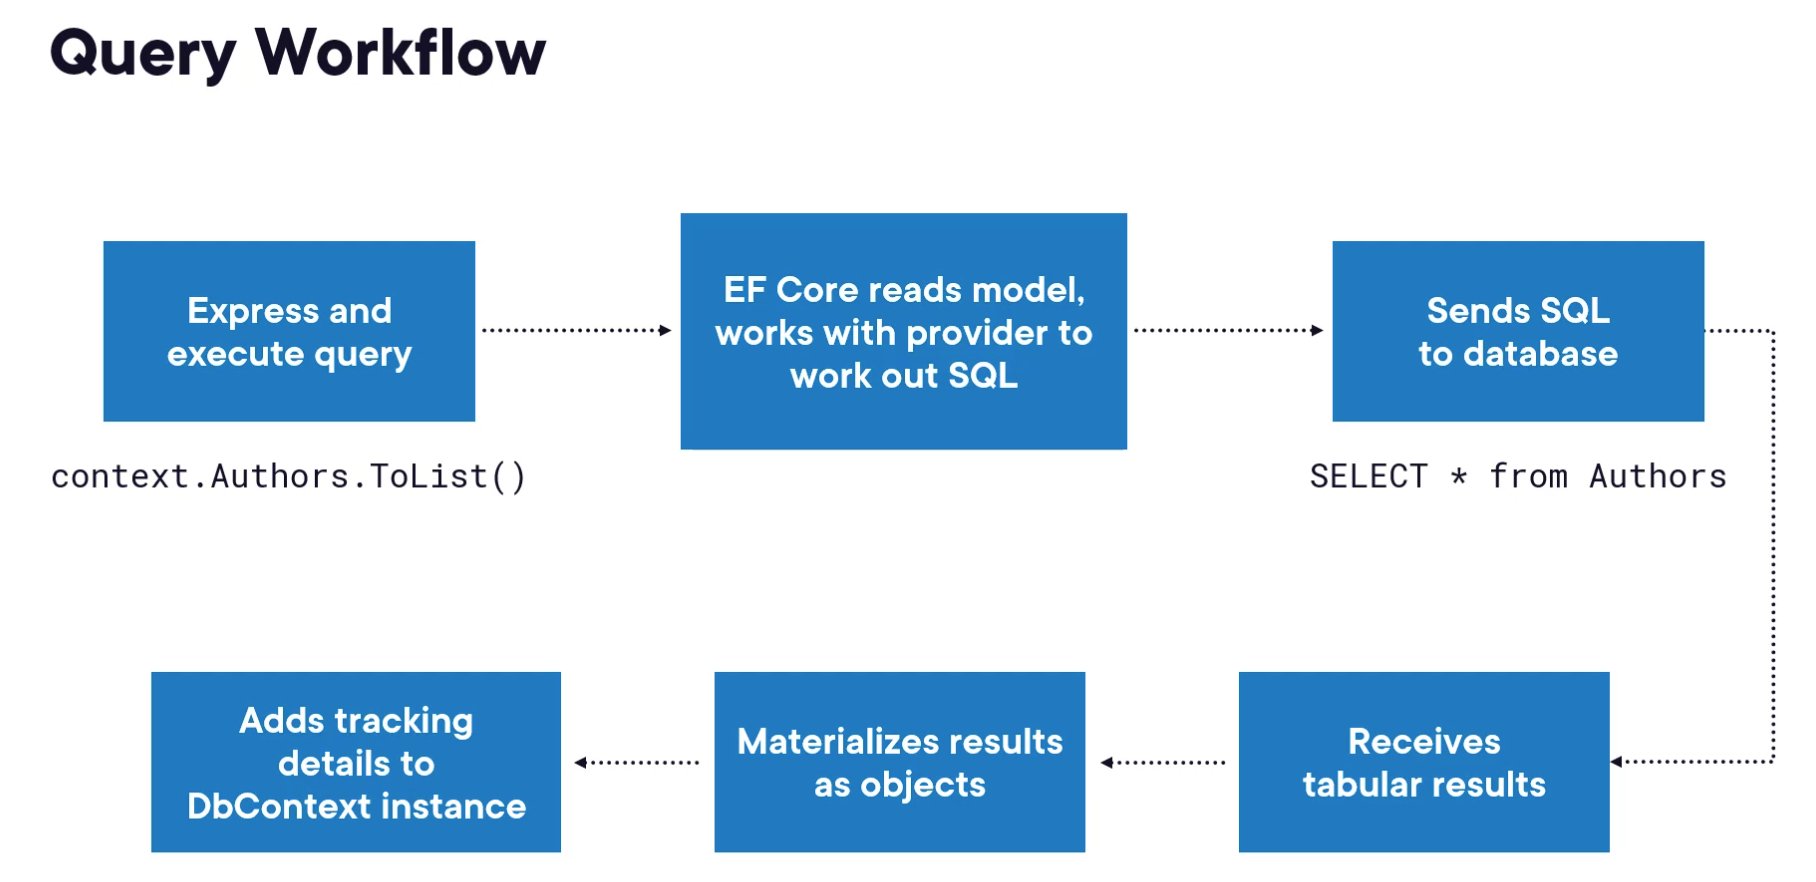 Query Workflow
Express and
execute query
context.Authors.ToList()
EF Core reads model,
works with provider to
work out SQL
Sends SQL
to database
SELECT * from Authors
Receives
tabular results
Materializes results
as objects
Adds tracking
details to
DbContext instance